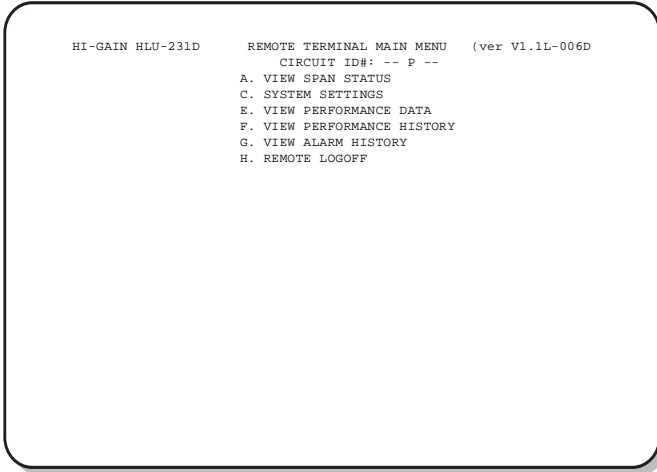 HI-GAIN HLU-231D REMOTE TERMINAL MAIN MENU (ver V1.1L-006D
CIRCUIT ID#: -- P --
A. VIEW SPAN STATUS
C. SYSTEM SETTINGS
E. VIEW PERFORMANCE DATA
F. VIEW PERFORMANCE HISTORY
G. VIEW ALARM HISTORY
H. REMOTE LOGOFF